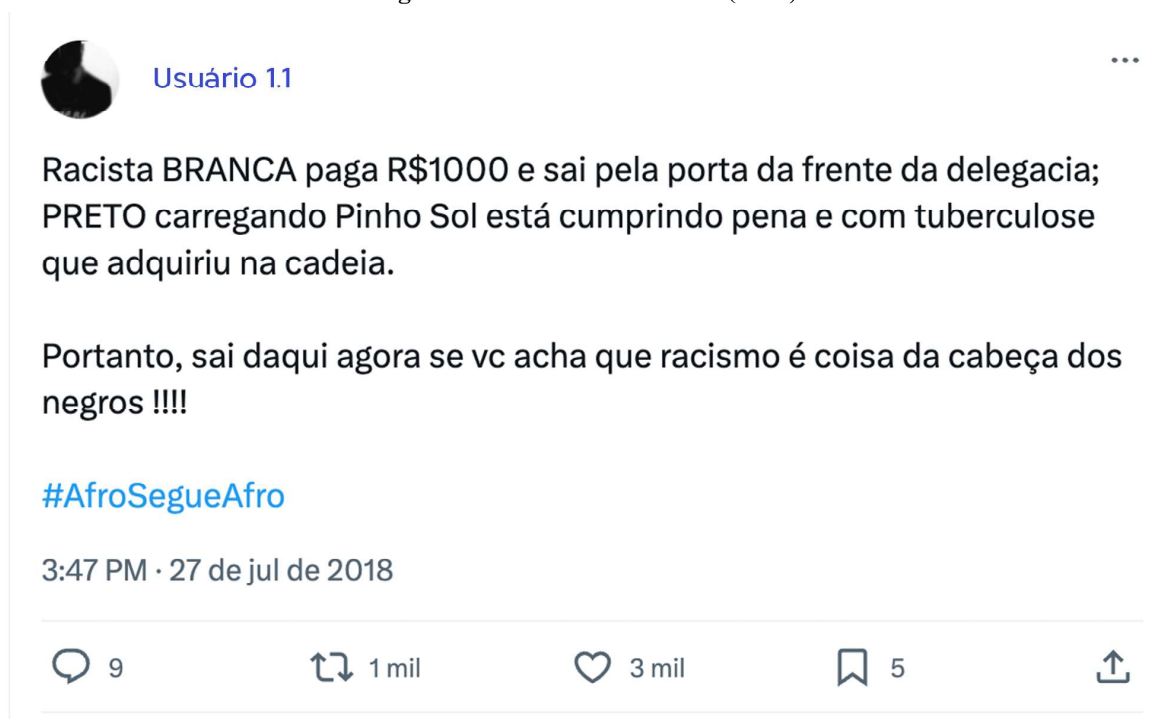 Usuário 1.1
Racista BRANCA paga R$1000 e sai pela porta da frente da delegacia;
PRETO carregando Pinho Sol está cumprindo pena e com tuberculose
que adquiriu na cadeia.
Portanto, sai daqui agora se vc acha que racismo é coisa da cabeça dos
negros !!!!
#AfroSegueAfro
3:47 PM · 27 de jul de 2018
9 1 mil 3 mil 5